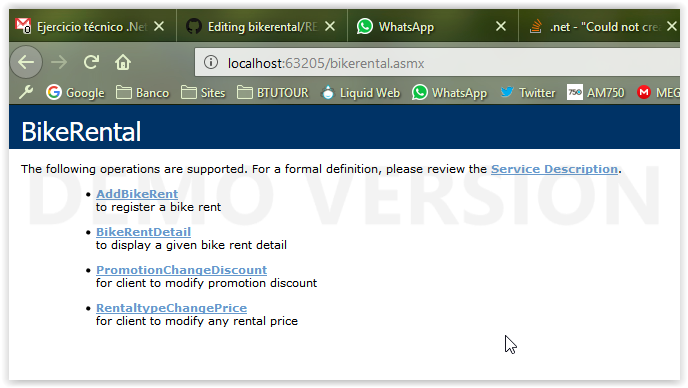 Ejercicio técnico .Net
Editing bikerental/RE
WhatsApp
.net - "Could not crea
localhost:63205/bikerental.asmx
Google Banco Sites BTUTOUR Liquid Web WhatsApp Twitter 750 AM750 M MEG
BikeRental
The following operations are supported. For a formal definition, please review the Service Description.
DEMO VERSION
• AddBikeRent
to register a bike rent
• BikeRentDetail
to display a given bike rent detail
• PromotionChangeDiscount
for client to modify promotion discount
• RentaltypeChangePrice
for client to modify any rental price